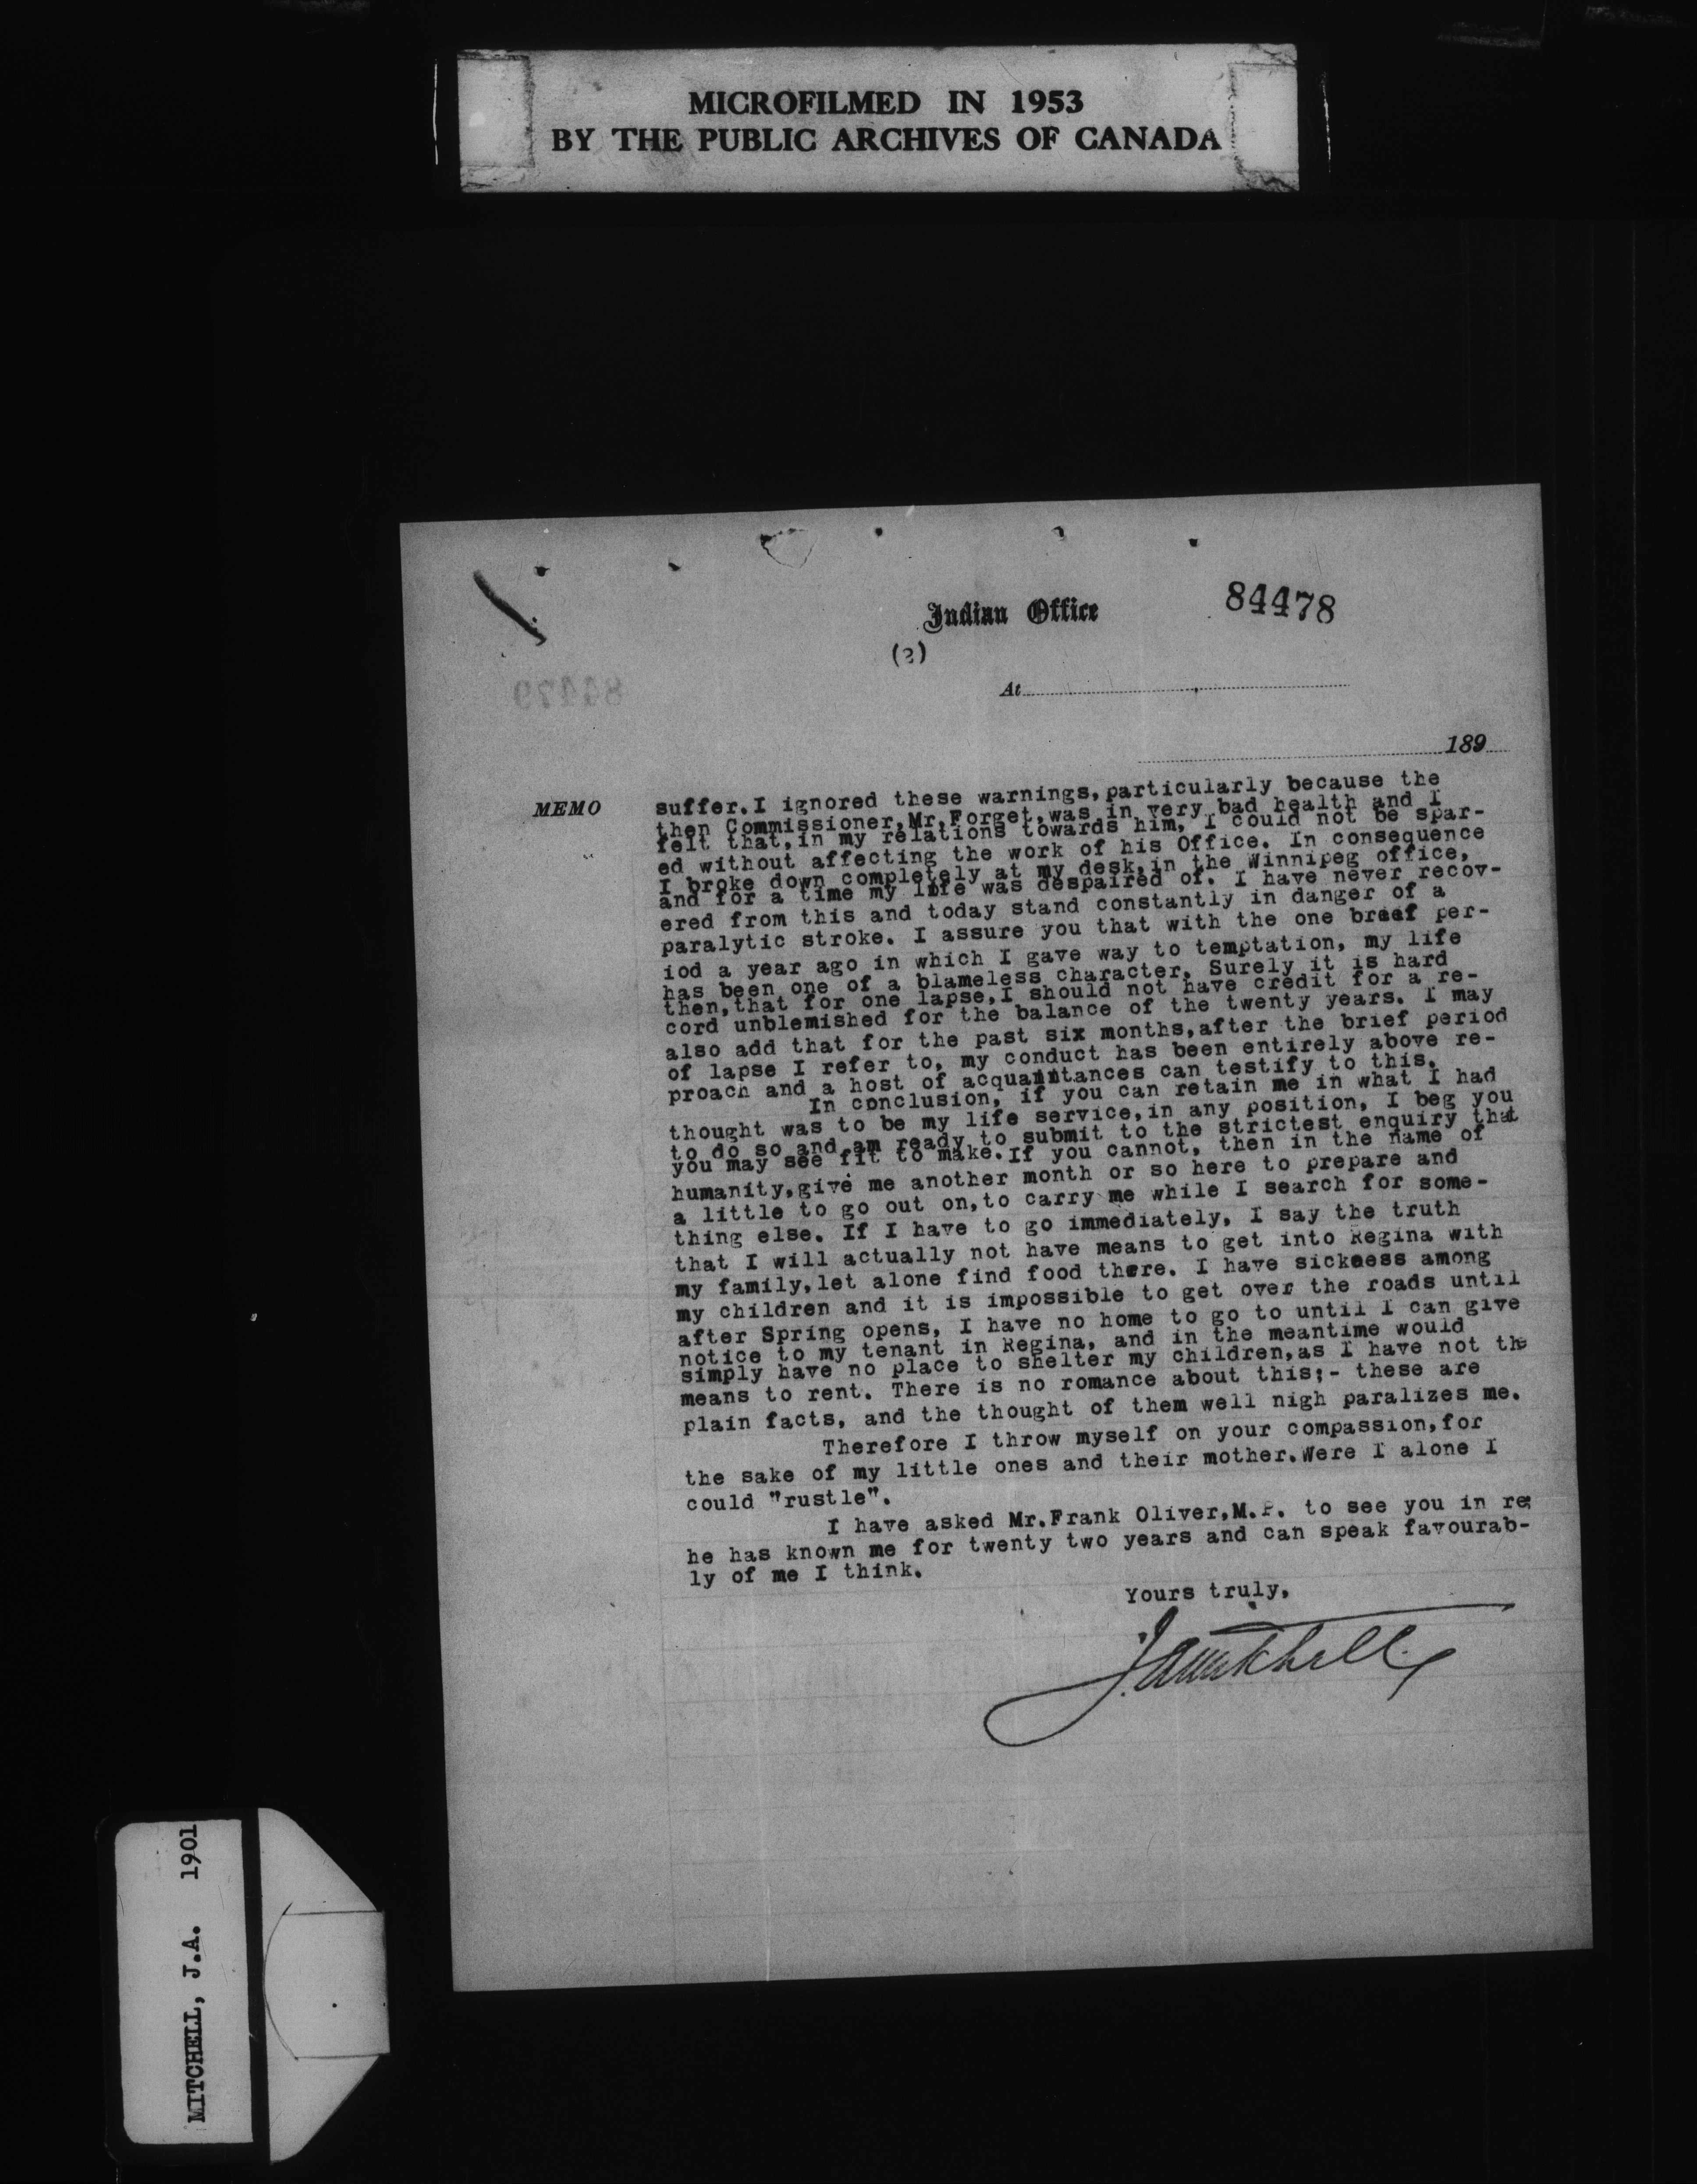 MICROFILMED IN 1953
BY THE PUBLIC ARCHIVES OF CANADA
Indian Office
84478
(2)
At
84479
189
MEMO
suffer.I ignored these warnings,particularly because the
then Commissioner,Mr.Forget,was in very bad health and I
felt that,in my relations towards him, I could not be spar-
ed without affecting the work of his Office. In consequence
I broke down completely at my desk,in the Winnipeg office,
and for a time my life was despaired of. I have never recov-
ered from this and today stand constantly in danger of a
paralytic stroke. I assure you that with the one breef per-
iod a year ago in which I gave way to temptation, my life
has been one of a blameless character. Surely it is hard
then,that for one lapse,I should not have credit for a re-
cord unblemished for the balance of the twenty years. I may
also add that for the past six months,after the brief period
of lapse I refer to, my conduct has been entirely above re-
proach and a host of acquaintances can testify to this.
In conclusion, if you can retain me in what I had
thought was to be my life service,in any position, I beg you
to do so and am ready to submit to the strictest enquiry that
you may see fit to make.If you cannot, then in the name of
humanity,give me another month or so here to prepare and
a little to go out on,to carry me while I search for some-
thing else. If I have to go immediately, I say the truth
that I will actually not have means to get into Regina with
my family,let alone find food there. I have sickness among
my children and it is impossible to get over the roads until
after Spring opens, I have no home to go to until I can give
notice to my tenant in Regina, and in the meantime would
simply have no place to shelter my children,as I have not the
means to rent. There is no romance about this;- these are
plain facts, and the thought of them well nigh paralizes me.
Therefore I throw myself on your compassion,for
the sake of my little ones and their mother.Were I alone I
could "rustle".
I have asked Mr.Frank Oliver,M.P. to see you in re;
he has known me for twenty two years and can speak favourab-
ly of me I think.
Yours truly,
J.A.Mitchell
MITCHELL, J.A. 1901